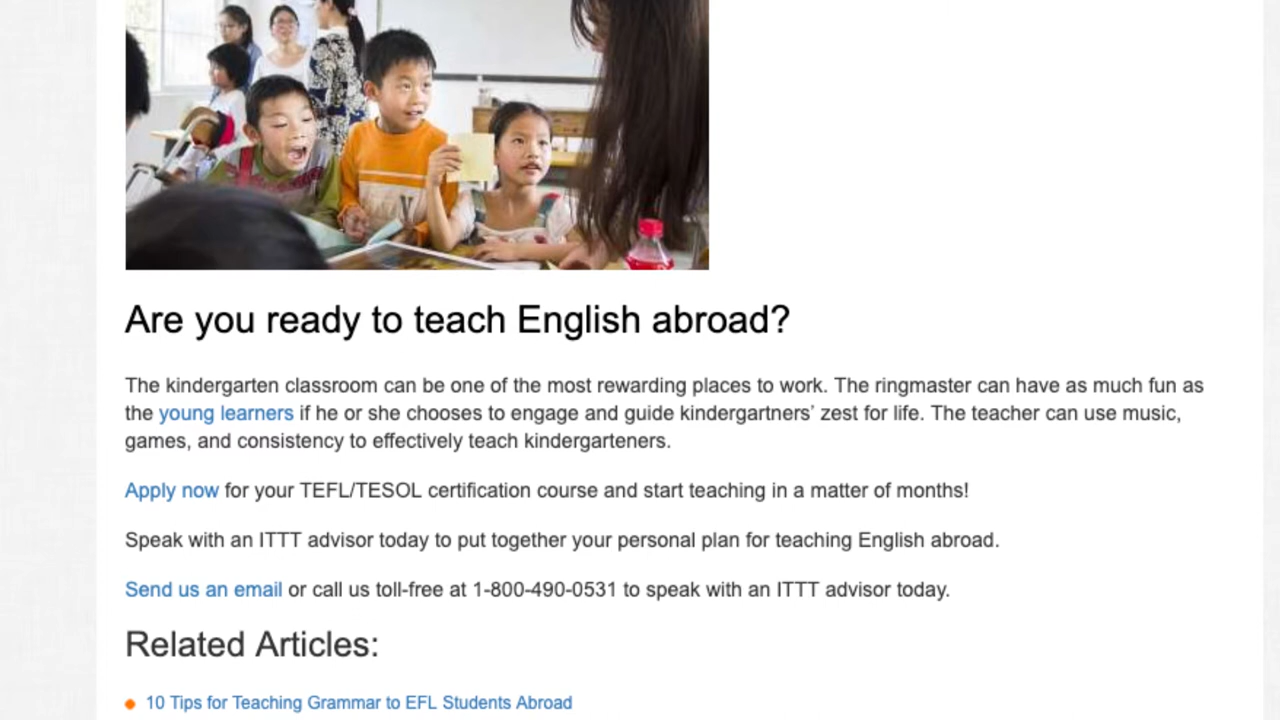 Are you ready to teach English abroad?
The kindergarten classroom can be one of the most rewarding places to work. The ringmaster can have as much fun as
the young learners if he or she chooses to engage and guide kindergartners’ zest for life. The teacher can use music,
games, and consistency to effectively teach kindergarteners.
Apply now for your TEFL/TESOL certification course and start teaching in a matter of months!
Speak with an ITTT advisor today to put together your personal plan for teaching English abroad.
Send us an email or call us toll-free at 1-800-490-0531 to speak with an ITTT advisor today.
Related Articles:
10 Tips for Teaching Grammar to EFL Students Abroad